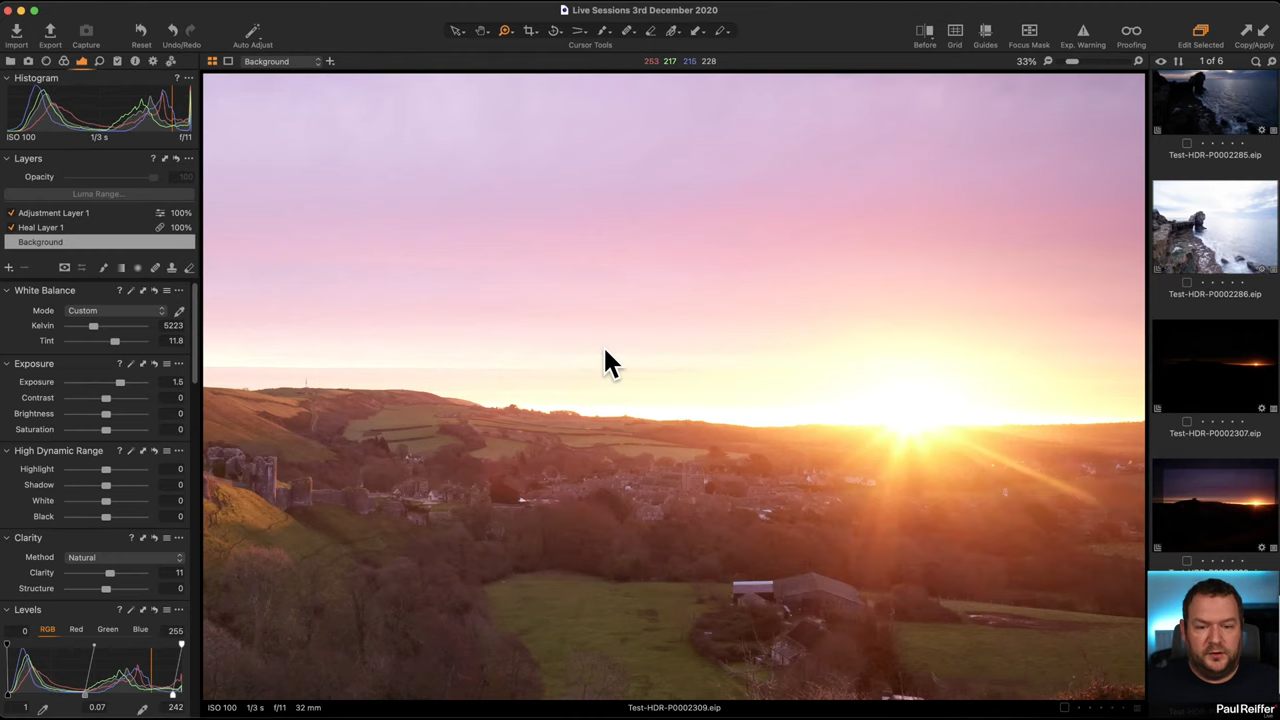 Live Sessions 3rd December 2020
Import
Export
Capture
Reset
Undo/Redo
Auto Adjust
Cursor Tools
Before
Grid
Guides
Focus Mask
Exp. Warning
Proofing
Edit Selected
Copy/Apply
Background
253 217 215 228
33%
1 of 6
Histogram
ISO 100 1/3 s f/11
Layers
Opacity 100
Luma Range...
Adjustment Layer 1 100%
Heal Layer 1 100%
Background
White Balance
Mode Custom
Kelvin 5223
Tint 11.8
Exposure
Exposure 1.5
Contrast 0
Brightness 0
Saturation 0
High Dynamic Range
Highlight 0
Shadow 0
White 0
Black 0
Clarity
Method Natural
Clarity 11
Structure 0
Levels
0 RGB Red Green Blue 255
1 0.07 242
ISO 100 1/3 s f/11 32 mm
Test-HDR-P0002309.eip
Test-HDR-P0002285.eip
Test-HDR-P0002286.eip
Test-HDR-P0002307.eip
Paul Reiffer
Live